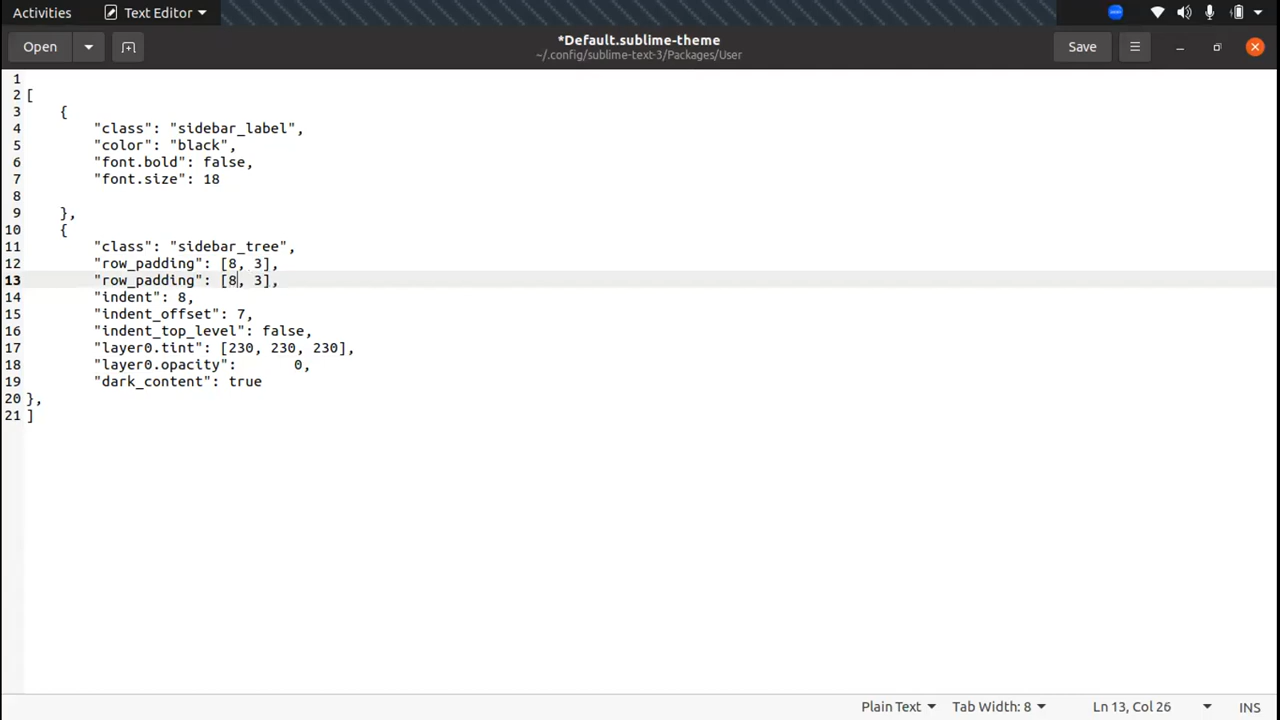 Activities Text Editor
*Default.sublime-theme
~/.config/sublime-text-3/Packages/User
Open
Save
1
2 [
3     {
4         "class": "sidebar_label",
5         "color": "black",
6         "font.bold": false,
7         "font.size": 18
8
9     },
10     {
11         "class": "sidebar_tree",
12         "row_padding": [8, 3],
13         "row_padding": [8, 3],
14         "indent": 8,
15         "indent_offset": 7,
16         "indent_top_level": false,
17         "layer0.tint": [230, 230, 230],
18         "layer0.opacity":       0,
19         "dark_content": true
20 },
21 ]
Plain Text Tab Width: 8 Ln 13, Col 26 INS